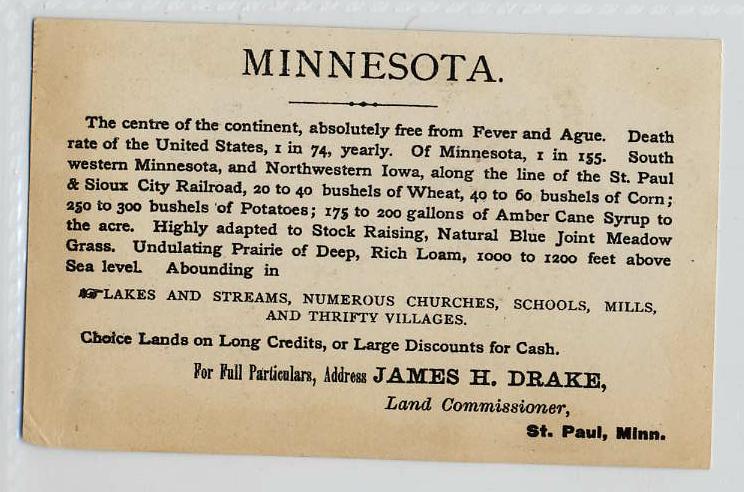 MINNESOTA.
The centre of the continent, absolutely free from Fever and Ague. Death
rate of the United States, 1 in 74, yearly. Of Minnesota, 1 in 155. South
western Minnesota, and Northwestern Iowa, along the line of the St. Paul
& Sioux City Railroad, 20 to 40 bushels of Wheat, 40 to 60 bushels of Corn;
250 to 300 bushels of Potatoes; 175 to 200 gallons of Amber Cane Syrup to
the acre. Highly adapted to Stock Raising, Natural Blue Joint Meadow
Grass. Undulating Prairie of Deep, Rich Loam, 1000 to 1200 feet above
Sea level. Abounding in
☞LAKES AND STREAMS, NUMEROUS CHURCHES, SCHOOLS, MILLS,
AND THRIFTY VILLAGES.
Choice Lands on Long Credits, or Large Discounts for Cash.
For Full Particulars, Address JAMES H. DRAKE,
Land Commissioner,
St. Paul, Minn.